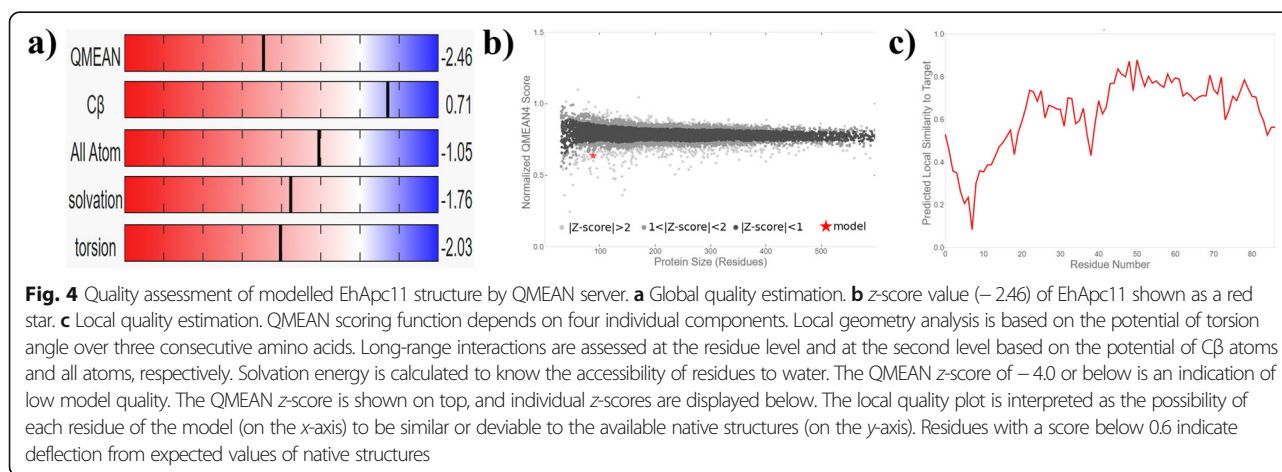 a)
QMEAN -2.46
Cβ 0.71
All Atom -1.05
solvation -1.76
torsion -2.03
b)
Normalized QMEAN4 Score
1.5
1.0
0.5
0.0
|Z-score|>2 1<|Z-score|<2 |Z-score|<1 model
100 200 300 400 500
Protein Size (Residues)
c)
Predicted Local Similarity to Target
1.0
0.8
0.6
0.4
0.2
0.0
0 10 20 30 40 50 60 70 80
Residue Number
Fig. 4 Quality assessment of modelled EhApc11 structure by QMEAN server. a Global quality estimation. b z-score value (− 2.46) of EhApc11 shown as a red
star. c Local quality estimation. QMEAN scoring function depends on four individual components. Local geometry analysis is based on the potential of torsion
angle over three consecutive amino acids. Long-range interactions are assessed at the residue level and at the second level based on the potential of Cβ atoms
and all atoms, respectively. Solvation energy is calculated to know the accessibility of residues to water. The QMEAN z-score of − 4.0 or below is an indication of
low model quality. The QMEAN z-score is shown on top, and individual z-scores are displayed below. The local quality plot is interpreted as the possibility of
each residue of the model (on the x-axis) to be similar or deviable to the available native structures (on the y-axis). Residues with a score below 0.6 indicate
deflection from expected values of native structures